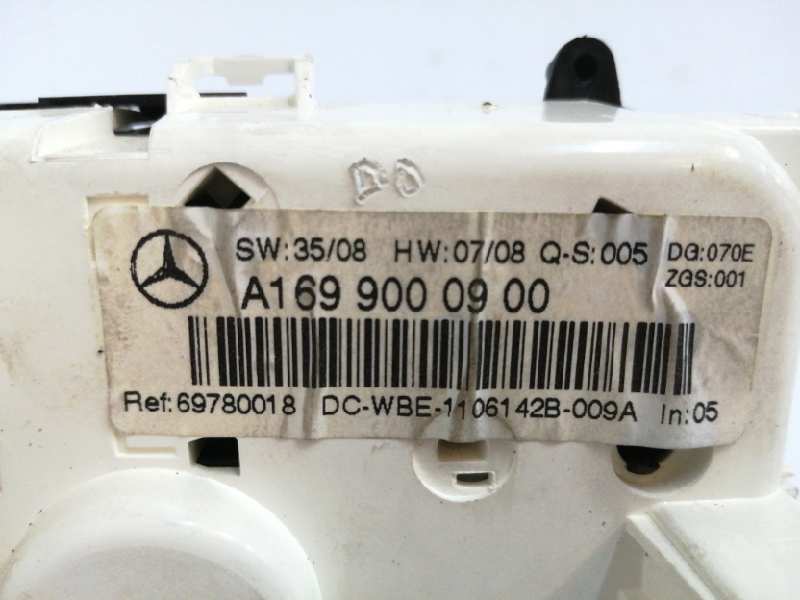 DO
SW:35/08 HW:07/08 Q-S:005 DG:070E
ZGS:001
A169 900 09 00
Ref:69780018 DC-WBE-1106142B-009A In:05